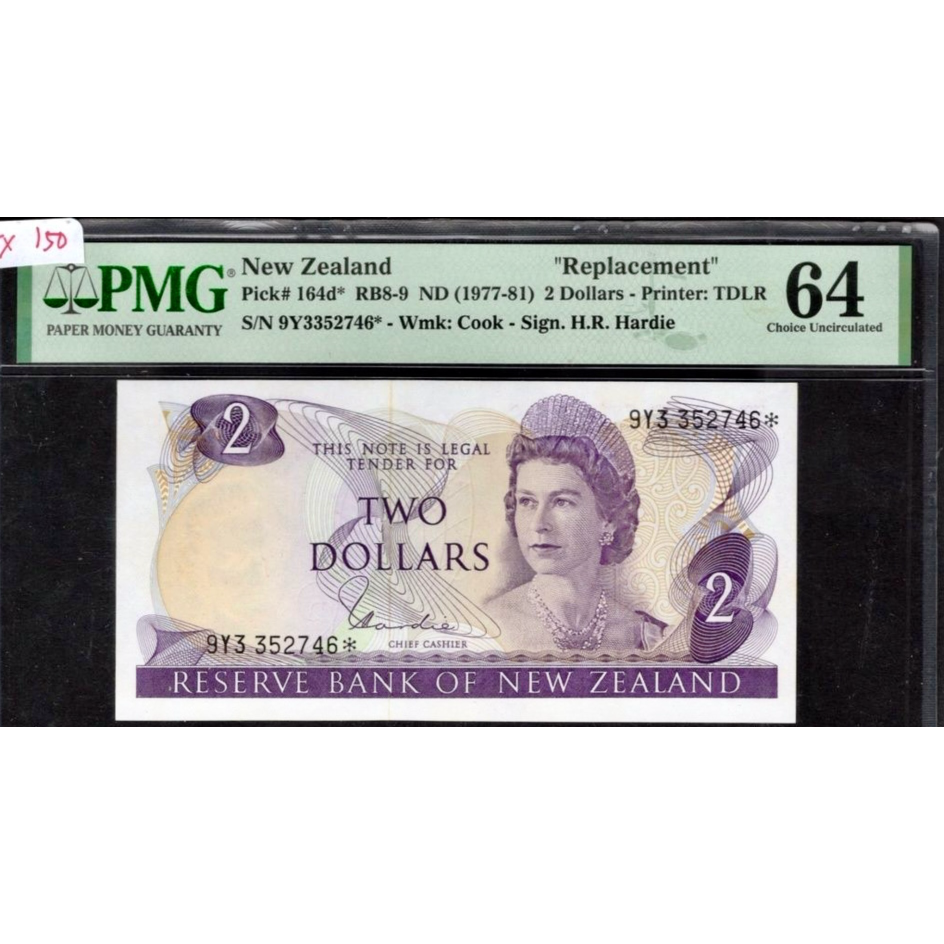 x 150
PMG®
PAPER MONEY GUARANTY
New Zealand "Replacement"
Pick# 164d* RB8-9 ND (1977-81) 2 Dollars - Printer: TDLR
S/N 9Y3352746* - Wmk: Cook - Sign. H.R. Hardie
64
Choice Uncirculated
2
9Y3 352746*
THIS NOTE IS LEGAL
TENDER FOR
TWO
DOLLARS
Hardie
CHIEF CASHIER
2
9Y3 352746*
RESERVE BANK OF NEW ZEALAND